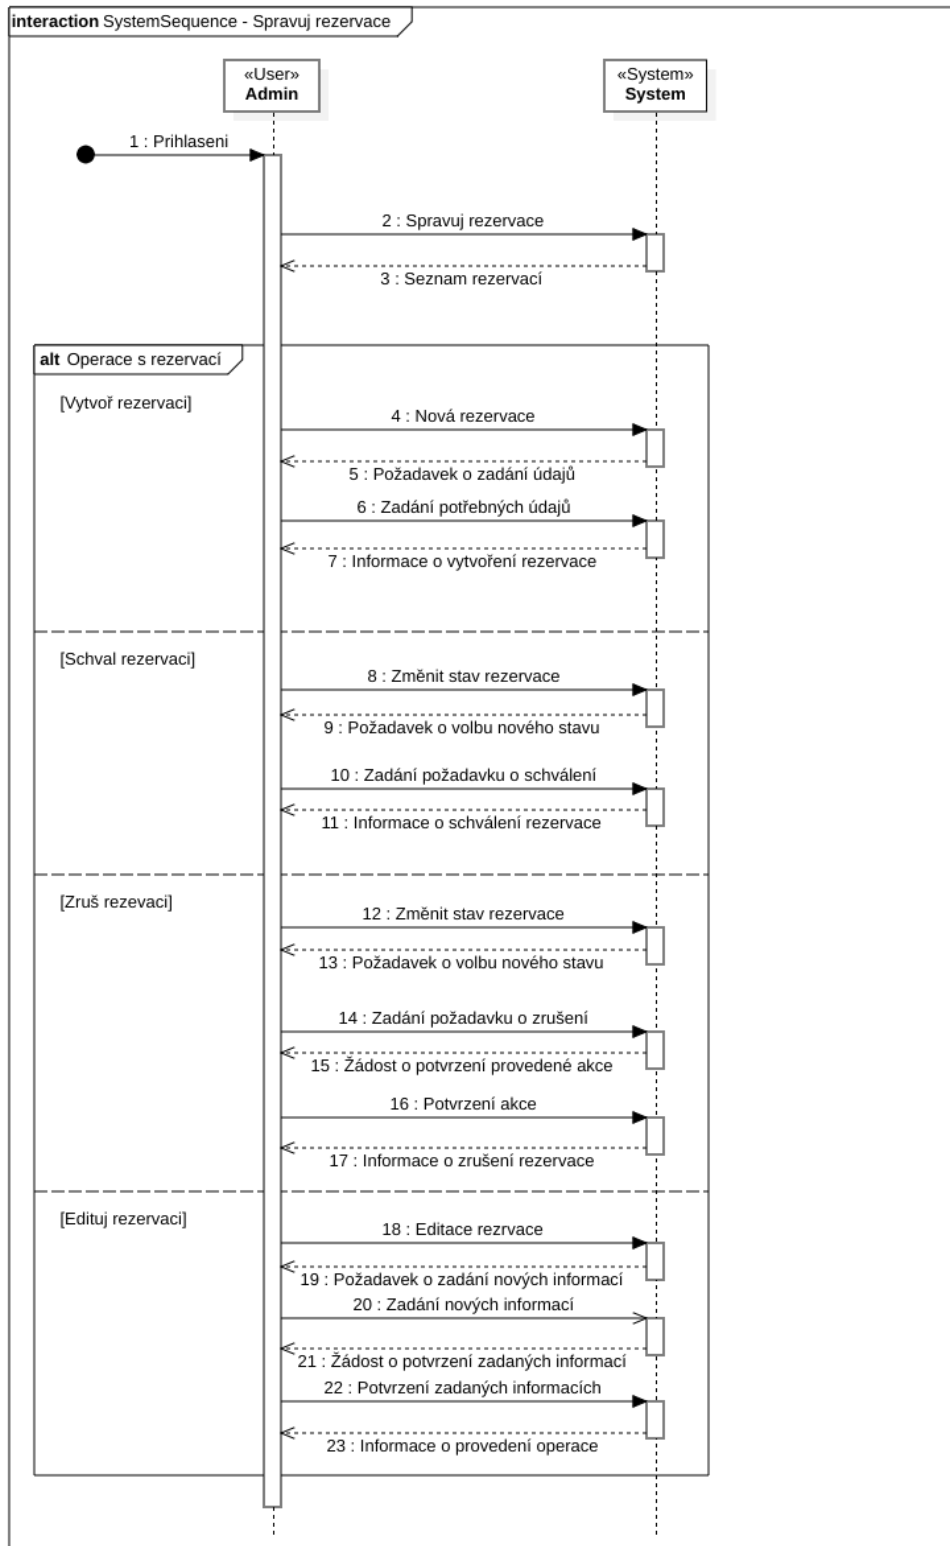 interaction SystemSequence - Spravuj rezervace
«User»
Admin
«System»
System
1 : Prihlaseni
2 : Spravuj rezervace
3 : Seznam rezervací
alt Operace s rezervací
[Vytvoř rezervaci]
4 : Nová rezervace
5 : Požadavek o zadání údajů
6 : Zadání potřebných údajů
7 : Informace o vytvoření rezervace
[Schval rezervaci]
8 : Změnit stav rezervace
9 : Požadavek o volbu nového stavu
10 : Zadání požadavku o schválení
11 : Informace o schválení rezervace
[Zruš rezevaci]
12 : Změnit stav rezervace
13 : Požadavek o volbu nového stavu
14 : Zadání požadavku o zrušení
15 : Žádost o potvrzení provedené akce
16 : Potvrzení akce
17 : Informace o zrušení rezervace
[Edituj rezervaci]
18 : Editace rezrvace
19 : Požadavek o zadání nových informací
20 : Zadání nových informací
21 : Žádost o potvrzení zadaných informací
22 : Potvrzení zadaných informacích
23 : Informace o provedení operace